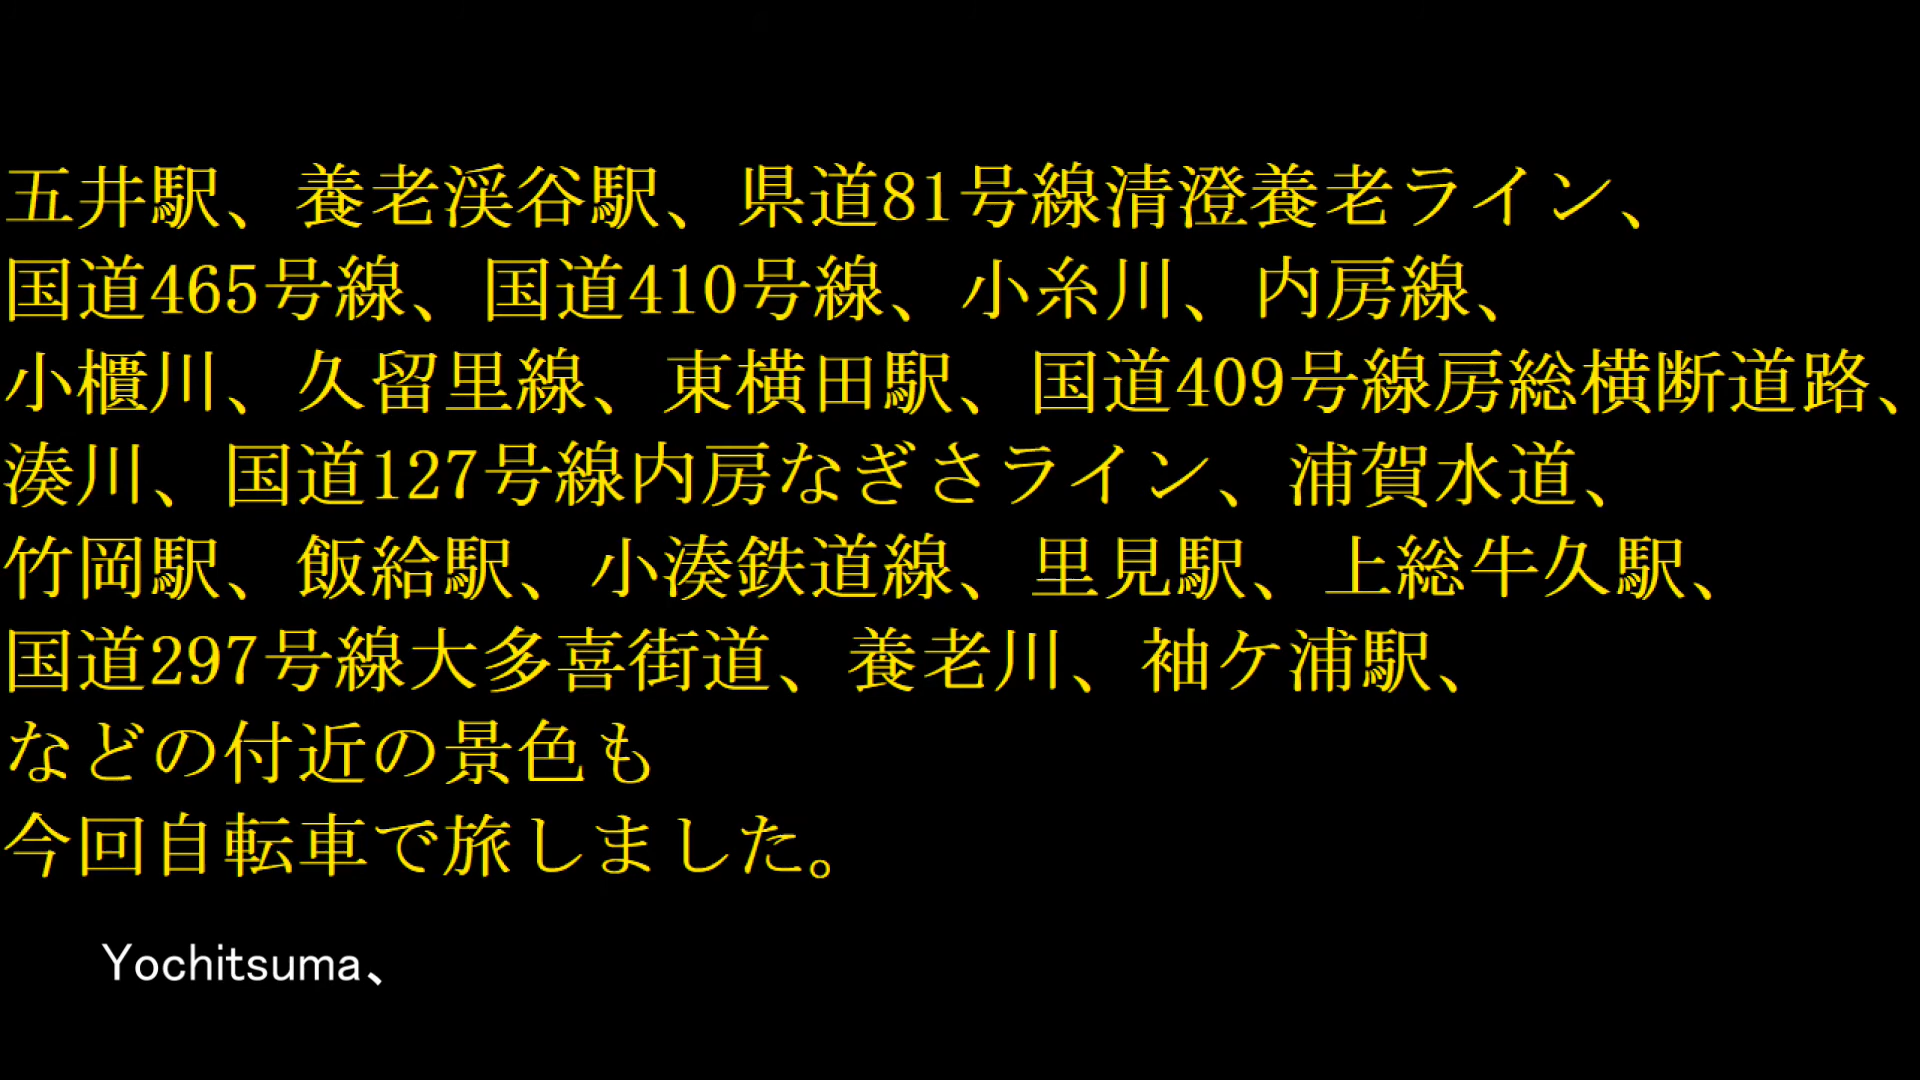 五井駅、養老渓谷駅、県道81号線清澄養老ライン、
国道465号線、国道410号線、小糸川、内房線、
小櫃川、久留里線、東横田駅、国道409号線房総横断道路、
湊川、国道127号線内房なぎさライン、浦賀水道、
竹岡駅、飯給駅、小湊鉄道線、里見駅、上総牛久駅、
国道297号線大多喜街道、養老川、袖ケ浦駅、
などの付近の景色も
今回自転車で旅しました。
Yochitsuma、